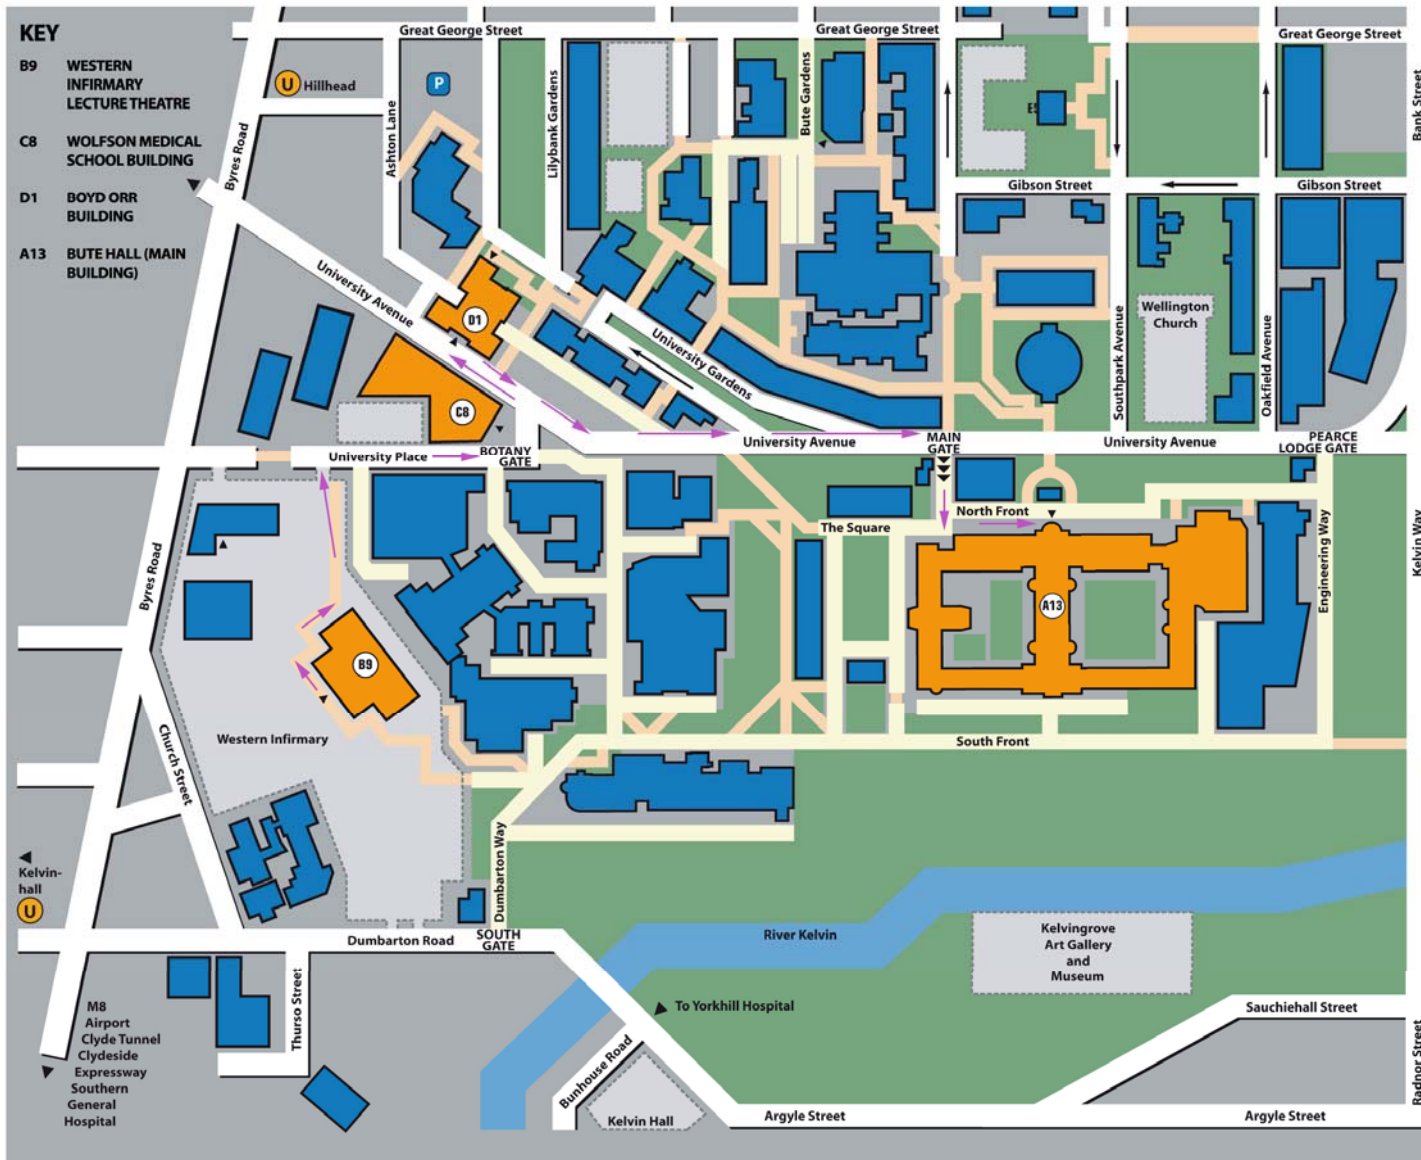 KEY
B9 WESTERN
INFIRMARY
LECTURE THEATRE
C8 WOLFSON MEDICAL
SCHOOL BUILDING
D1 BOYD ORR
BUILDING
A13 BUTE HALL (MAIN
BUILDING)
Great George Street
Great George Street
Great George Street
U Hillhead
P
Byres Road
Ashton Lane
Lilybank Gardens
Bute Gardens
Bank Street
Gibson Street
Gibson Street
University Avenue
D1
University Gardens
Wellington
Church
Southpark Avenue
Oakfield Avenue
C8
University Place
BOTANY
GATE
University Avenue
MAIN
GATE
University Avenue
PEARCE
LODGE GATE
The Square
North Front
Engineering Way
Kelvin Way
Byres Road
A13
B9
Western Infirmary
Church Street
South Front
Kelvin-
hall
U
Dumbarton Way
Dumbarton Road
SOUTH
GATE
River Kelvin
Kelvingrove
Art Gallery
and
Museum
Thurso Street
M8
Airport
Clyde Tunnel
Clydeside
Expressway
Southern
General
Hospital
To Yorkhill Hospital
Bunhouse Road
Kelvin Hall
Sauchiehall Street
Radnor Street
Argyle Street
Argyle Street